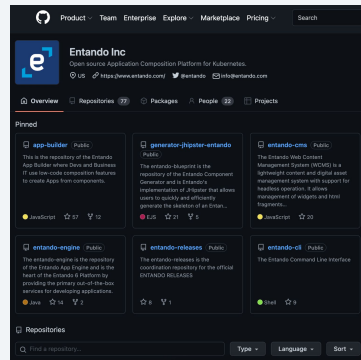 Product Team Enterprise Explore Marketplace Pricing Search
e
Entando Inc
Open source Application Composition Platform for Kubernetes.
US https://www.entando.com/ @entando info@entando.com
Overview Repositories 77 Packages People 22 Projects
Pinned
app-builder Public
This is the repository of the Entando
App Builder where Devs and Business
IT use low-code composition features
to create Apps from components.
JavaScript 57 12
generator-jhipster-entando
Public
The entando-blueprint is the
repository of the Entando Component
Generator and is Entando's
implementation of JHipster that allows
users to quickly and efficiently
generate the skeleton of an Entan...
EJS 21 5
entando-cms Public
The Entando Web Content
Management System (WCMS) is a
lightweight content and digital asset
management system with support for
headless operation. It allows
management of widgets and html
fragments...
JavaScript 20
entando-engine Public
The entando-engine is the repository
of the Entando App Engine and is the
heart of the Entando 6 Platform by
providing the primary out-of-the-box
services for developing applications.
Java 14 2
entando-releases Public
The entando-releases is the
coordination repository for the official
ENTANDO RELEASES
8 1
entando-cli Public
The Entando Command Line Interface
Shell 8
Repositories
Find a repository... Type Language Sort